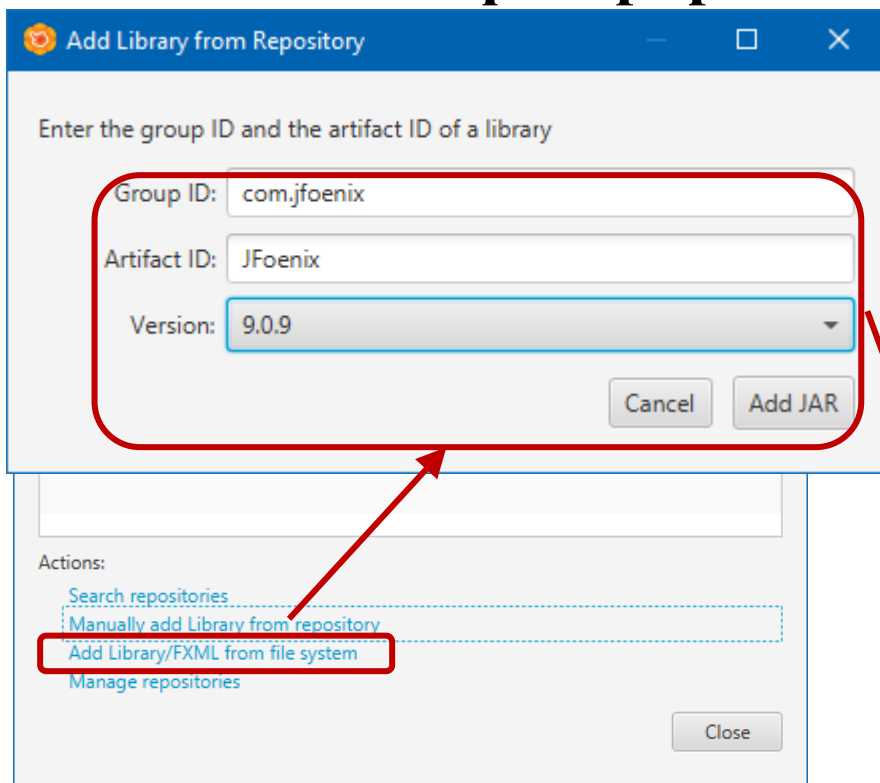 Add Library from Repository
Enter the group ID and the artifact ID of a library
Group ID: com.jfoenix
Artifact ID: JFoenix
Version: 9.0.9
Cancel Add JAR
Actions:
Search repositories
Manually add Library from repository
Add Library/FXML from file system
Manage repositories
Close